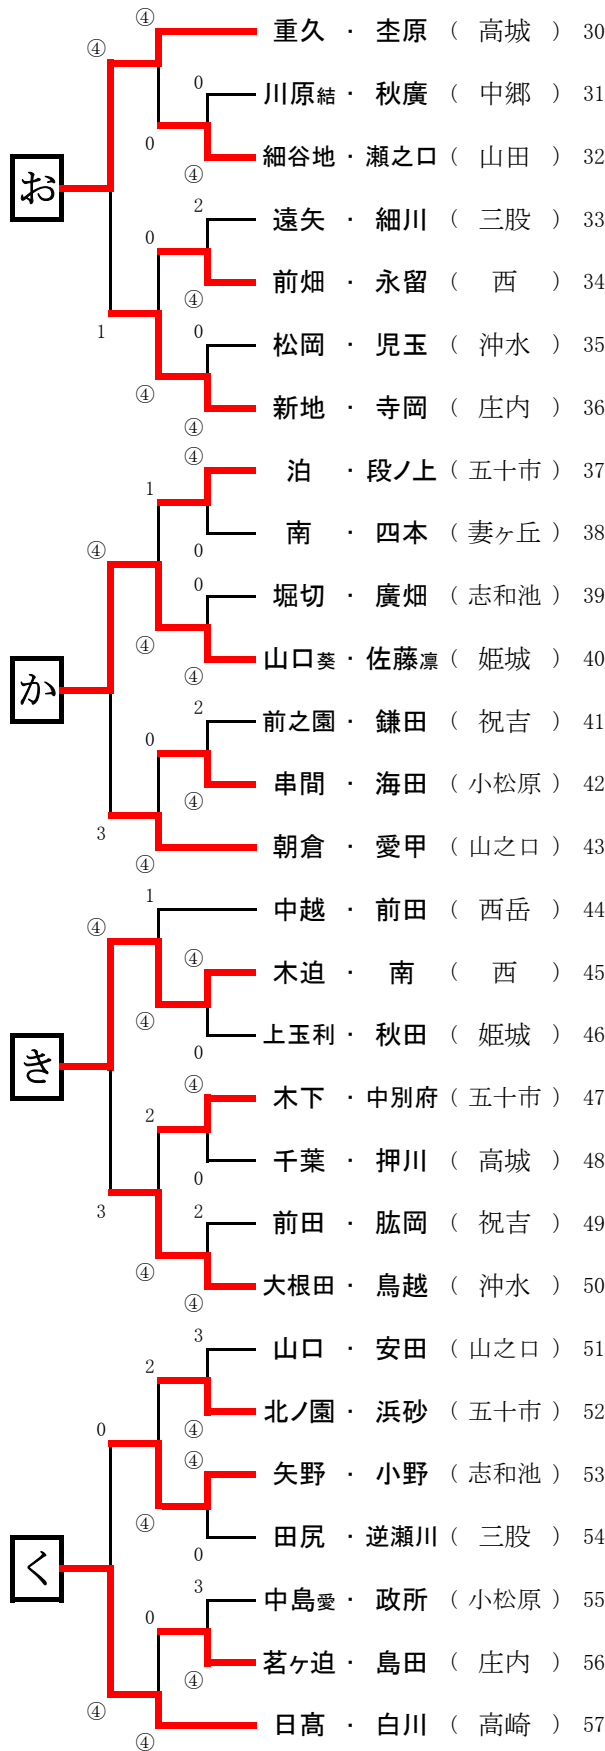 ④
重久 ・ 杢原 ( 高城 ) 30
④
0
川原結 ・ 秋廣 ( 中郷 ) 31
0
細谷地 ・ 瀬之口 ( 山田 ) 32
④
お
2
遠矢 ・ 細川 ( 三股 ) 33
0
前畑 ・ 永留 ( 西 ) 34
④
1
0
松岡 ・ 児玉 ( 沖水 ) 35
④
新地 ・ 寺岡 ( 庄内 ) 36
④
④
泊 ・ 段ノ上 ( 五十市 ) 37
1
南 ・ 四本 ( 妻ヶ丘 ) 38
④
0
0
堀切 ・ 廣畑 ( 志和池 ) 39
④
山口葵 ・ 佐藤凛 ( 姫城 ) 40
④
か
2
前之園 ・ 鎌田 ( 祝吉 ) 41
0
串間 ・ 海田 ( 小松原 ) 42
④
3
朝倉 ・ 愛甲 ( 山之口 ) 43
④
1
中越 ・ 前田 ( 西岳 ) 44
④
④
木迫 ・ 南 ( 西 ) 45
④
上玉利 ・ 秋田 ( 姫城 ) 46
0
き
④
木下 ・ 中別府 ( 五十市 ) 47
2
千葉 ・ 押川 ( 高城 ) 48
0
3
2
前田 ・ 肱岡 ( 祝吉 ) 49
④
大根田 ・ 鳥越 ( 沖水 ) 50
④
3
山口 ・ 安田 ( 山之口 ) 51
2
北ノ園 ・ 浜砂 ( 五十市 ) 52
0
④
④
矢野 ・ 小野 ( 志和池 ) 53
④
田尻 ・ 逆瀬川 ( 三股 ) 54
0
く
3
中島愛 ・ 政所 ( 小松原 ) 55
0
茗ヶ迫 ・ 島田 ( 庄内 ) 56
④
④
日髙 ・ 白川 ( 高崎 ) 57
④